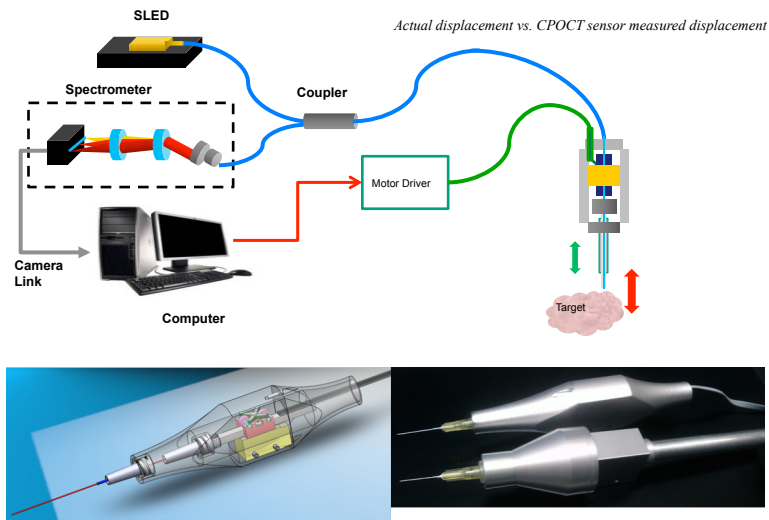 SLED
Actual displacement vs. CPOCT sensor measured displacement
Spectrometer
Coupler
Motor Driver
Camera
Link
Computer
Target